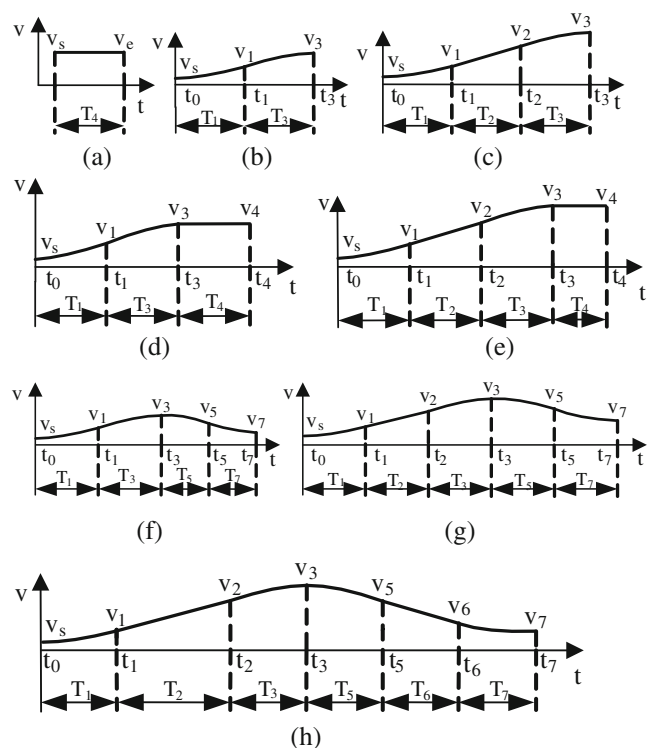 v
v_s v_e
t
T_4
(a)
v
v_s v_1 v_3
t_0 t_1 t_3 t
T_1 T_3
(b)
v
v_s v_1 v_2 v_3
t_0 t_1 t_2 t_3 t
T_1 T_2 T_3
(c)
v
v_s v_1 v_3 v_4
t_0 t_1 t_3 t_4 t
T_1 T_3 T_4
(d)
v
v_s v_1 v_2 v_3 v_4
t_0 t_1 t_2 t_3 t_4 t
T_1 T_2 T_3 T_4
(e)
v
v_s v_1 v_3 v_5 v_7
t_0 t_1 t_3 t_5 t_7 t
T_1 T_3 T_5 T_7
(f)
v_s v_1 v_2 v_3 v_5 v_7
t_0 t_1 t_2 t_3 t_5 t_7 t
T_1 T_2 T_3 T_5 T_7
(g)
v
v_s v_1 v_2 v_3 v_5 v_6 v_7
t_0 t_1 t_2 t_3 t_5 t_6 t_7 t
T_1 T_2 T_3 T_5 T_6 T_7
(h)